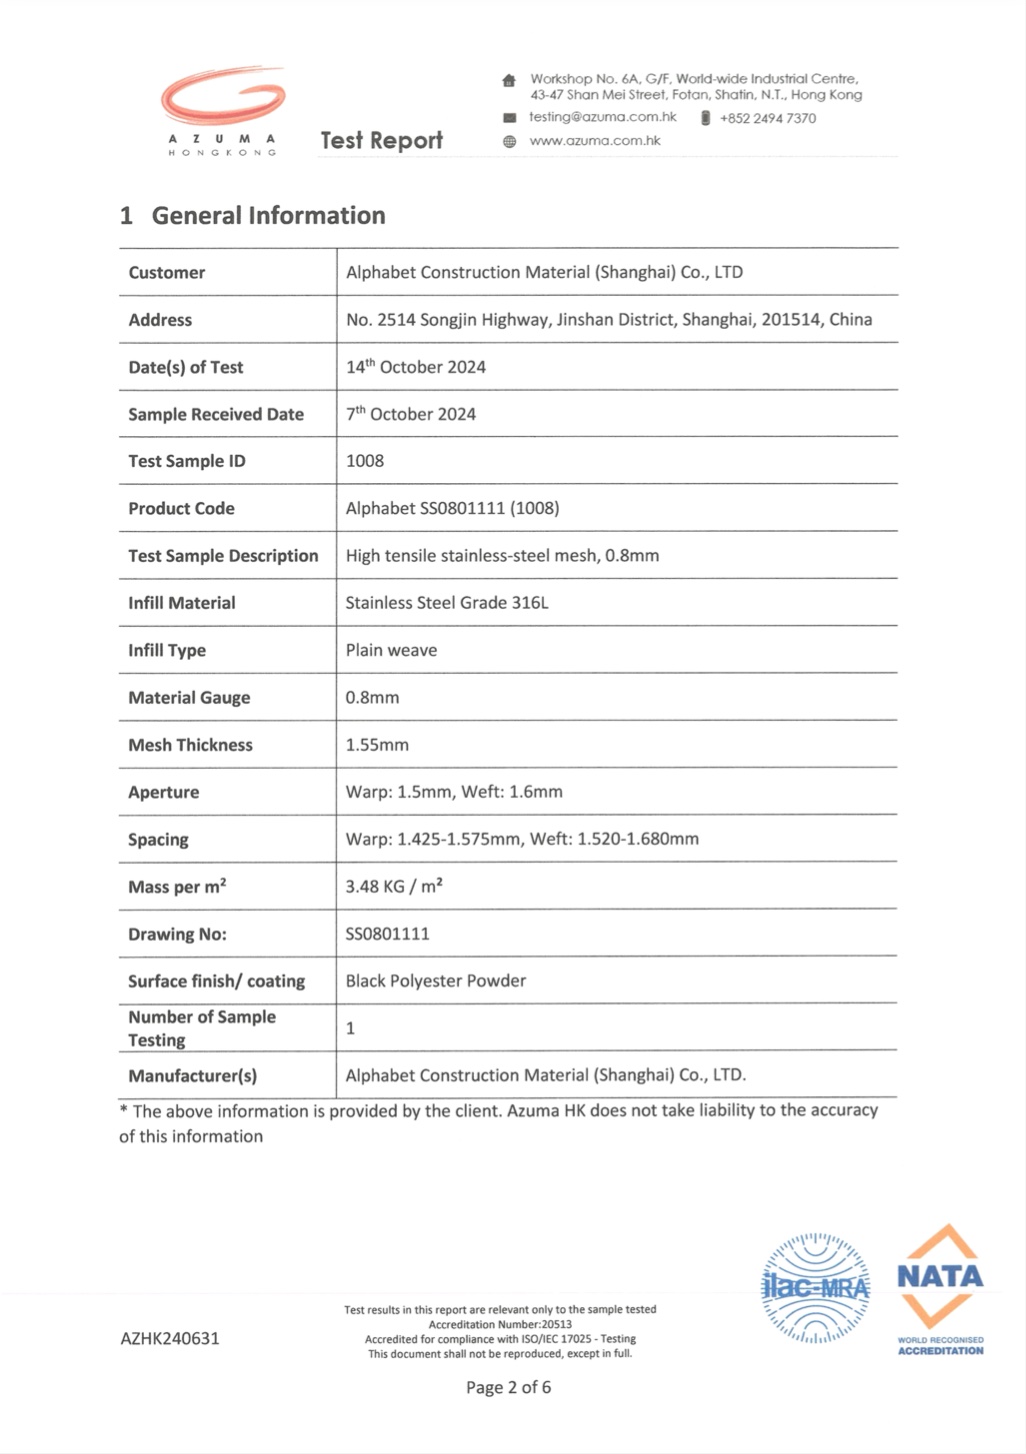 AZUMA
HONGKONG
Test Report
Workshop No. 6A, G/F, World-wide Industrial Centre,
43-47 Shan Mei Street, Fotan, Shatin, N.T., Hong Kong
testing@azuma.com.hk +852 2494 7370
www.azuma.com.hk
1 General Information
Customer Alphabet Construction Material (Shanghai) Co., LTD
Address No. 2514 Songjin Highway, Jinshan District, Shanghai, 201514, China
Date(s) of Test 14th October 2024
Sample Received Date 7th October 2024
Test Sample ID 1008
Product Code Alphabet SS0801111 (1008)
Test Sample Description High tensile stainless-steel mesh, 0.8mm
Infill Material Stainless Steel Grade 316L
Infill Type Plain weave
Material Gauge 0.8mm
Mesh Thickness 1.55mm
Aperture Warp: 1.5mm, Weft: 1.6mm
Spacing Warp: 1.425-1.575mm, Weft: 1.520-1.680mm
Mass per m² 3.48 KG / m²
Drawing No: SS0801111
Surface finish/ coating Black Polyester Powder
Number of Sample
Testing 1
Manufacturer(s) Alphabet Construction Material (Shanghai) Co., LTD.
* The above information is provided by the client. Azuma HK does not take liability to the accuracy
of this information
ilac-MRA
NATA
WORLD RECOGNISED
ACCREDITATION
AZHK240631
Test results in this report are relevant only to the sample tested
Accreditation Number:20513
Accredited for compliance with ISO/IEC 17025 - Testing
This document shall not be reproduced, except in full.
Page 2 of 6